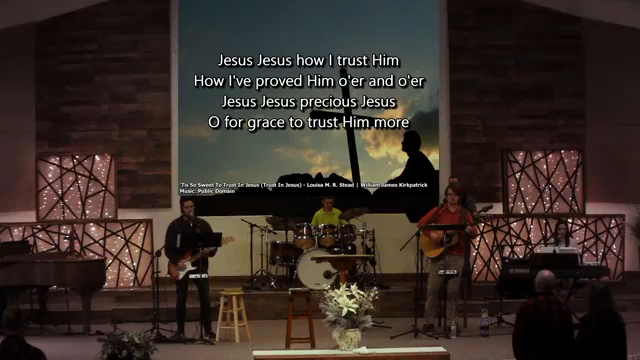 Jesus Jesus how I trust Him
How I've proved Him o'er and o'er
Jesus Jesus precious Jesus
O for grace to trust Him more
'Tis So Sweet To Trust In Jesus (Trust In Jesus) - Louisa M. R. Stead | William James Kirkpatrick
Music: Public Domain
YAMAHA